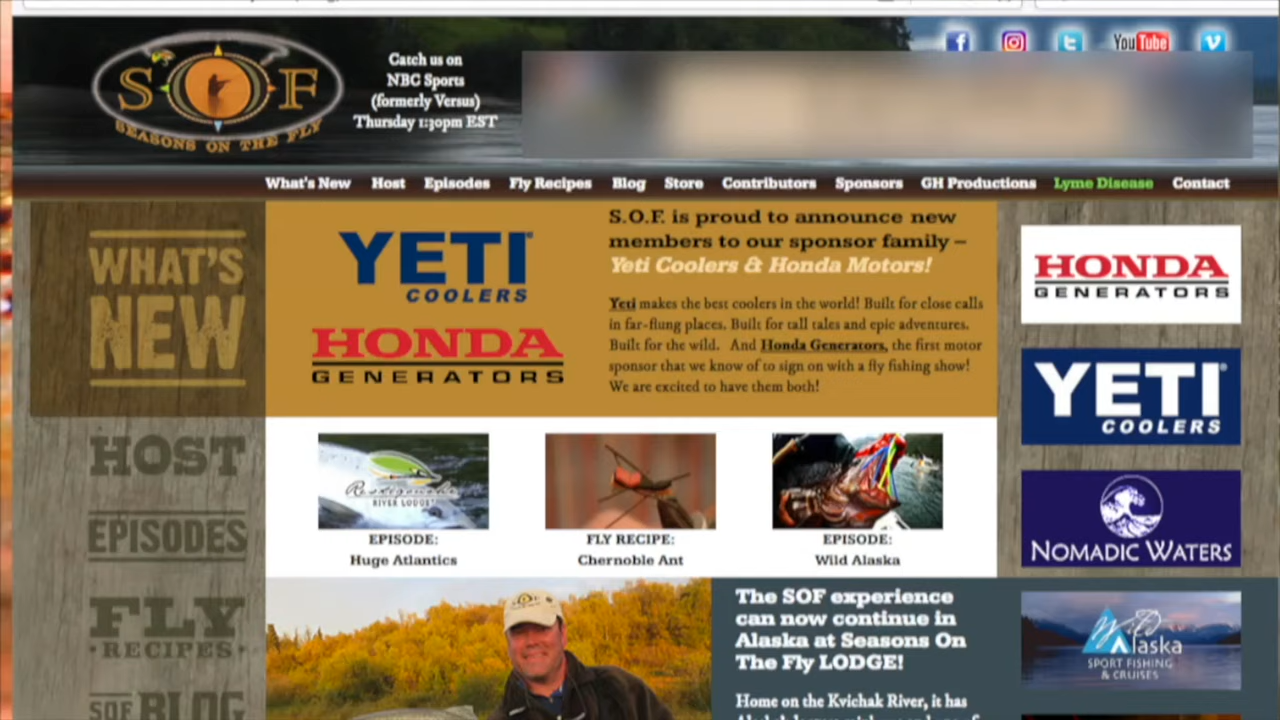 SOF
SEASONS ON THE FLY
Catch us on
NBC Sports
(formerly Versus)
Thursday 1:30pm EST
f
t
YouTube
V
What's New Host Episodes Fly Recipes Blog Store Contributors Sponsors GH Productions Lyme Disease Contact
WHAT'S
NEW
HOST
EPISODES
FLY
·RECIPES·
SOF BLOG
YETI
COOLERS
HONDA
GENERATORS
S.O.F. is proud to announce new
members to our sponsor family –
Yeti Coolers & Honda Motors!
Yeti makes the best coolers in the world! Built for close calls
in far-flung places. Built for tall tales and epic adventures.
Built for the wild. And Honda Generators, the first motor
sponsor that we know of to sign on with a fly fishing show!
We are excited to have them both!
Restigouche
RIVER LODGE
EPISODE:
Huge Atlantics
FLY RECIPE:
Chernoble Ant
EPISODE:
Wild Alaska
The SOF experience
can now continue in
Alaska at Seasons On
The Fly LODGE!
Home on the Kvichak River, it has
HONDA
GENERATORS
YETI
COOLERS
NOMADIC WATERS
Wild Alaska
SPORT FISHING
& CRUISES